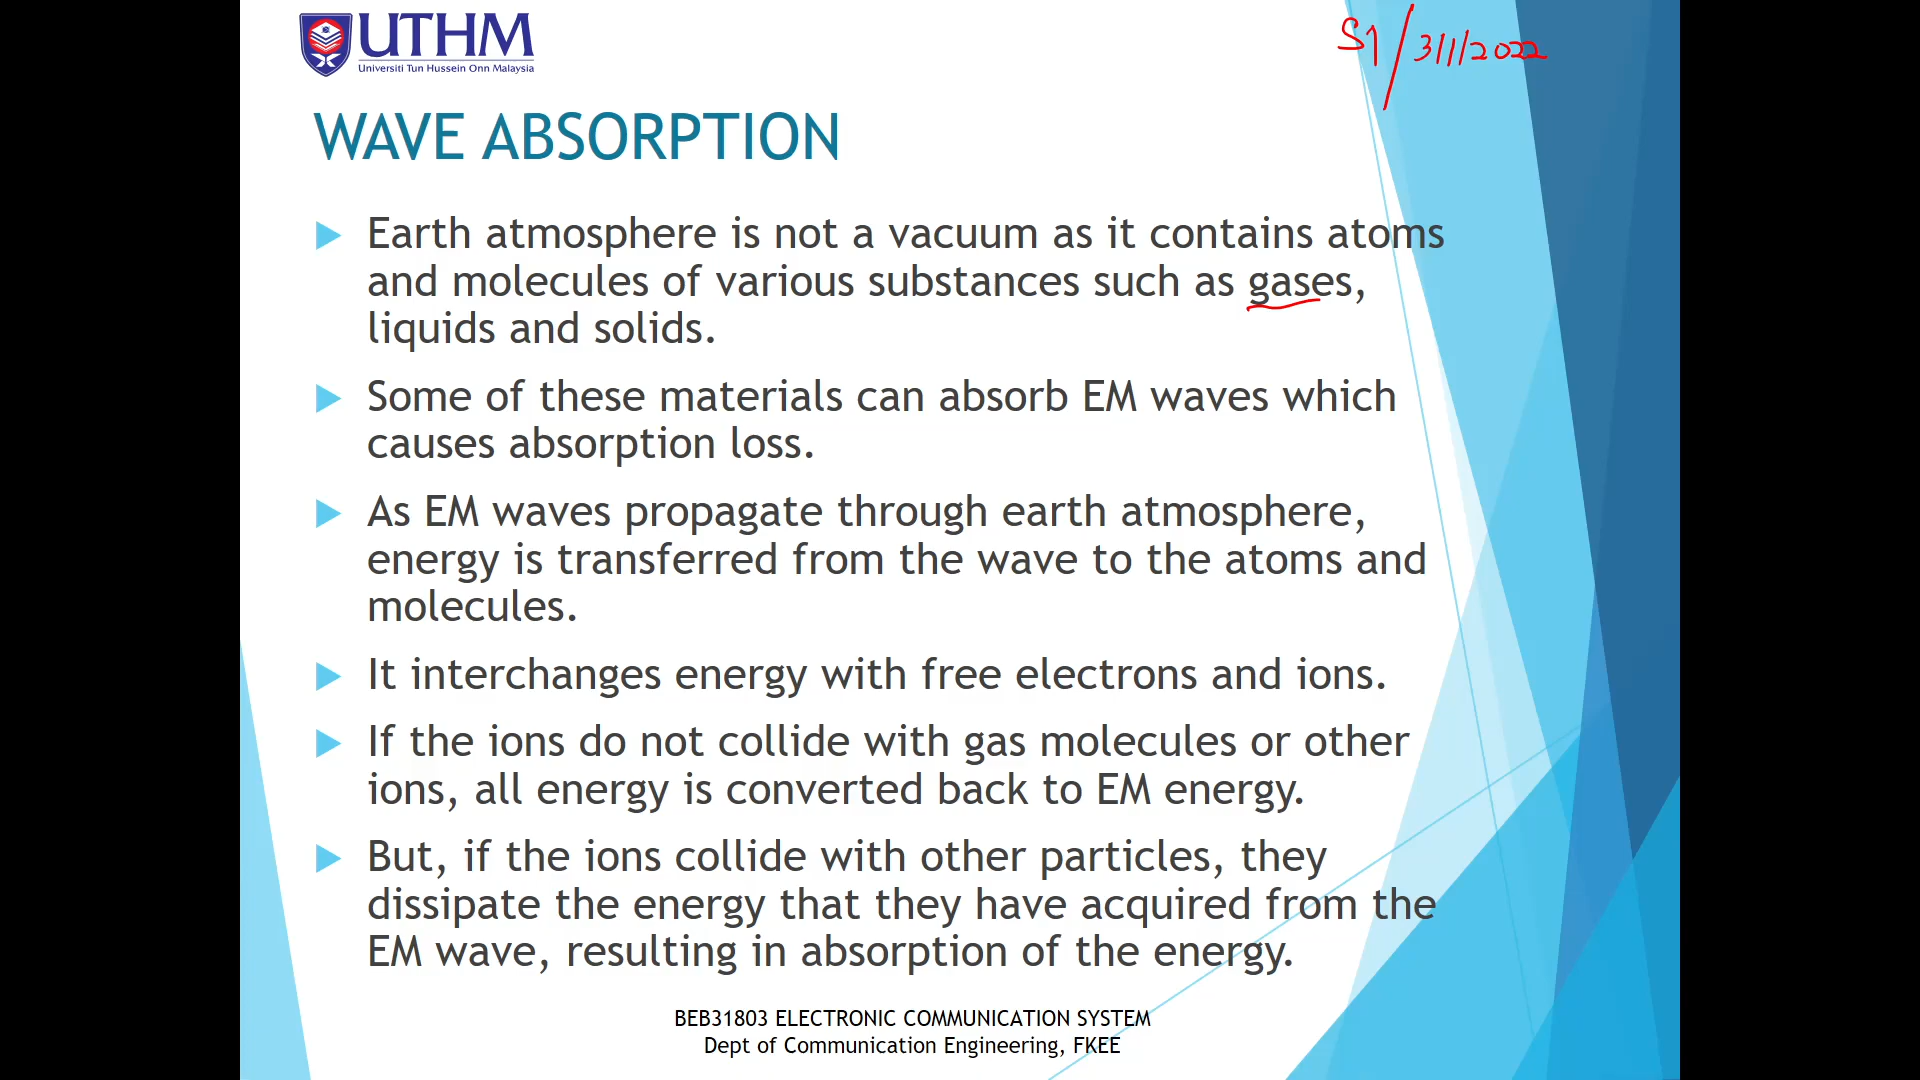 UTHM
Universiti Tun Hussein Onn Malaysia
S1/3/1/2022
WAVE ABSORPTION
Earth atmosphere is not a vacuum as it contains atoms
and molecules of various substances such as gases,
liquids and solids.
Some of these materials can absorb EM waves which
causes absorption loss.
As EM waves propagate through earth atmosphere,
energy is transferred from the wave to the atoms and
molecules.
It interchanges energy with free electrons and ions.
If the ions do not collide with gas molecules or other
ions, all energy is converted back to EM energy.
But, if the ions collide with other particles, they
dissipate the energy that they have acquired from the
EM wave, resulting in absorption of the energy.
BEB31803 ELECTRONIC COMMUNICATION SYSTEM
Dept of Communication Engineering, FKEE